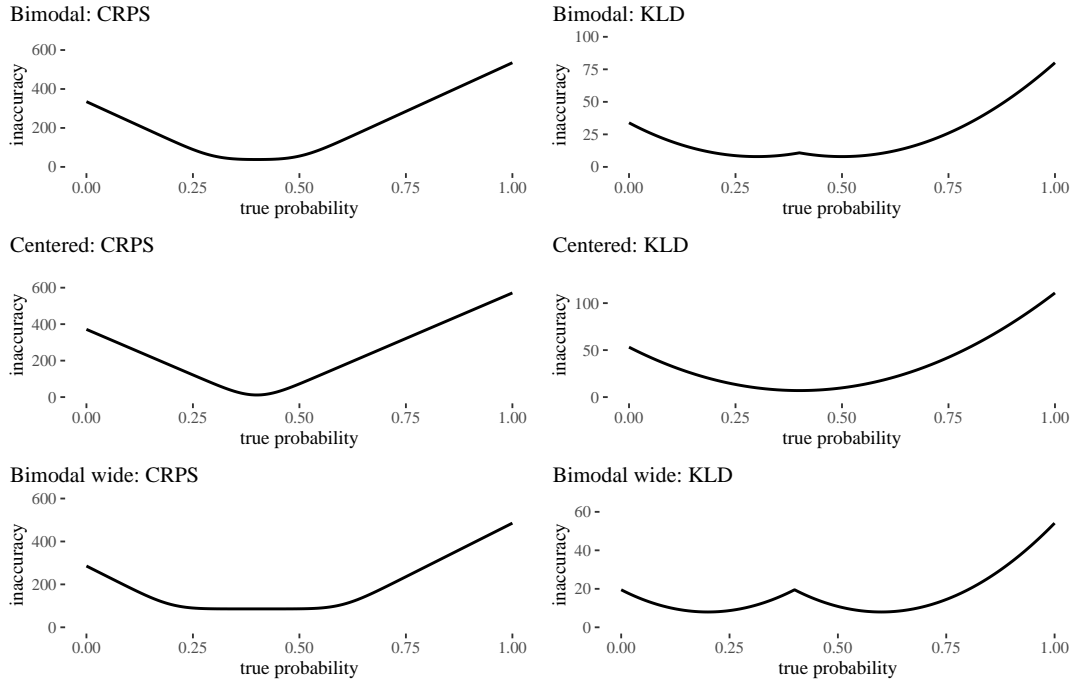 Bimodal: CRPS
inaccuracy
600
400
200
0
0.00 0.25 0.50 0.75 1.00
true probability
Bimodal: KLD
inaccuracy
100
75
50
25
0
0.00 0.25 0.50 0.75 1.00
true probability
Centered: CRPS
inaccuracy
600
400
200
0
0.00 0.25 0.50 0.75 1.00
true probability
Centered: KLD
inaccuracy
100
50
0
0.00 0.25 0.50 0.75 1.00
true probability
Bimodal wide: CRPS
inaccuracy
600
400
200
0
0.00 0.25 0.50 0.75 1.00
true probability
Bimodal wide: KLD
inaccuracy
60
40
20
0
0.00 0.25 0.50 0.75 1.00
true probability